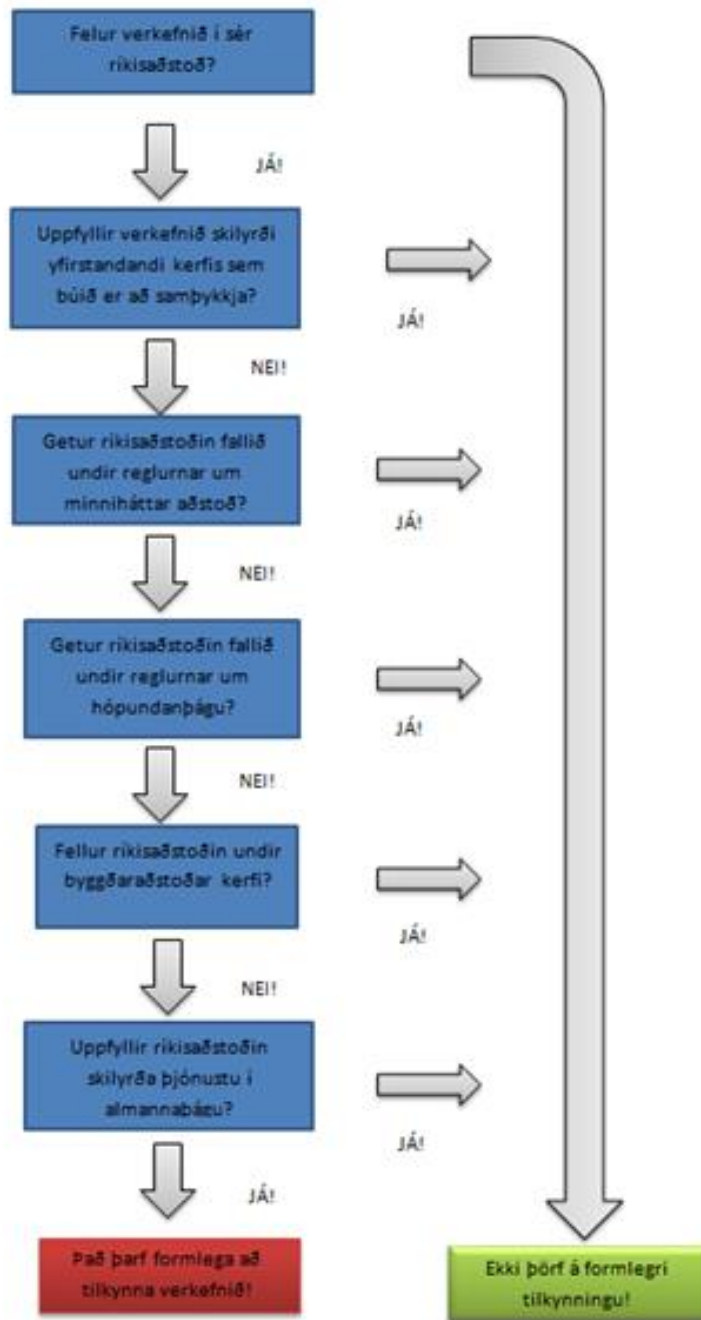 Felur verkefnið í sér
ríkisaðstoð?
JÁ!
Uppfyllir verkefnið skilyrði
yfirstandandi kerfis sem
búið er að samþykkja?
JÁ!
NEI!
Getur ríkisaðstoðin fallið
undir reglurnar um
minniháttar aðstoð?
JÁ!
NEI!
Getur ríkisaðstoðin fallið
undir reglurnar um
hópundanþágu?
JÁ!
NEI!
Fellur ríkisaðstoðin undir
byggðaraðstoðar kerfi?
JÁ!
NEI!
Uppfyllir ríkisaðstoðin
skilyrða þjónustu í
almannaþágu?
JÁ!
JÁ!
Það þarf formlega að
tilkynna verkefnið!
Ekki þörf á formlegri
tilkynningu!